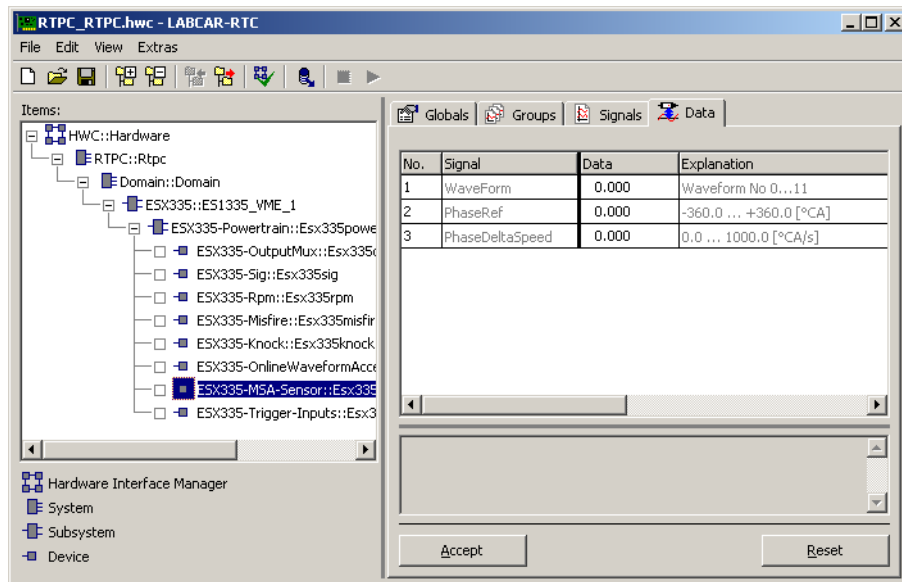 RTPC_RTPC.hwc - LABCAR-RTC
File Edit View Extras
Items:
HWC::Hardware
RTPC::Rtpc
Domain::Domain
ESX335::ES1335_VME_1
ESX335-Powertrain::Esx335powe
ESX335-OutputMux::Esx335o
ESX335-Sig::Esx335sig
ESX335-Rpm::Esx335rpm
ESX335-Misfire::Esx335misfir
ESX335-Knock::Esx335knock
ESX335-OnlineWaveformAcce
ESX335-MSA-Sensor::Esx335
ESX335-Trigger-Inputs::Esx3
Hardware Interface Manager
System
Subsystem
Device
Globals Groups Signals Data
No. Signal Data Explanation
1 WaveForm 0.000 Waveform No 0...11
2 PhaseRef 0.000 -360.0 ... +360.0 [°CA]
3 PhaseDeltaSpeed 0.000 0.0 ... 1000.0 [°CA/s]
Accept Reset